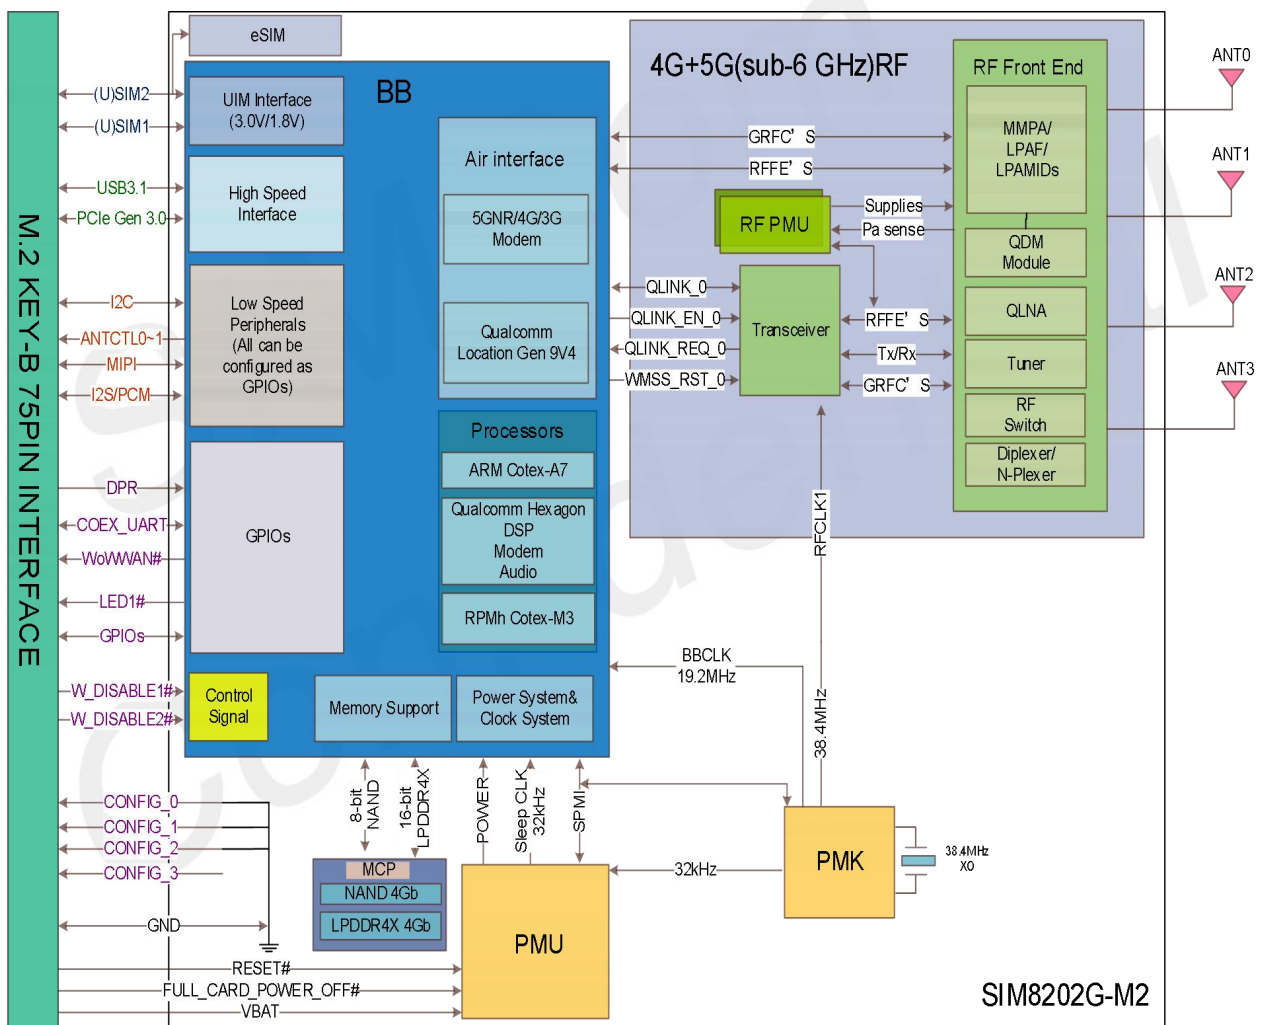 eSIM
BB
UIM Interface
(3.0V/1.8V)
High Speed
Interface
Low Speed
Peripherals
(All can be
configured as
GPIOs)
GPIOs
Control
Signal
Memory Support
Power System&
Clock System
Air interface
5GNR/4G/3G
Modem
Qualcomm
Location Gen 9V4
Processors
ARM Cotex-A7
Qualcomm Hexagon
DSP
Modem
Audio
RPMh Cotex-M3
M.2 KEY-B 75PIN INTERFACE
(U)SIM2
(U)SIM1
USB3.1
PCIe Gen 3.0
I2C
ANTCTL0~1
MIPI
I2S/PCM
DPR
COEX_UART
WoWWAN#
LED1#
GPIOs
W_DISABLE1#
W_DISABLE2#
CONFIG_0
CONFIG_1
CONFIG_2
CONFIG_3
GND
RESET#
FULL_CARD_POWER_OFF#
VBAT
4G+5G(sub-6 GHz)RF
RF Front End
MMPA/
LPAF/
LPAMIDs
QDM
Module
QLNA
Tuner
RF
Switch
Diplexer/
N-Plexer
GRFC' S
RFFE' S
RF PMU
Supplies
Pa sense
Transceiver
QLINK_0
QLINK_EN_0
QLINK_REQ_0
WMSS_RST_0
RFFE' S
Tx/Rx
GRFC' S
ANT0
ANT1
ANT2
ANT3
RFCLK1
38.4MHz
BBCLK
19.2MHz
8-bit
NAND
16-bit
LPDDR4X
POWER
Sleep CLK
32kHz
SPMI
MCP
NAND 4Gb
LPDDR4X 4Gb
PMU
32kHz
PMK
38.4MHz
XO
SIM8202G-M2